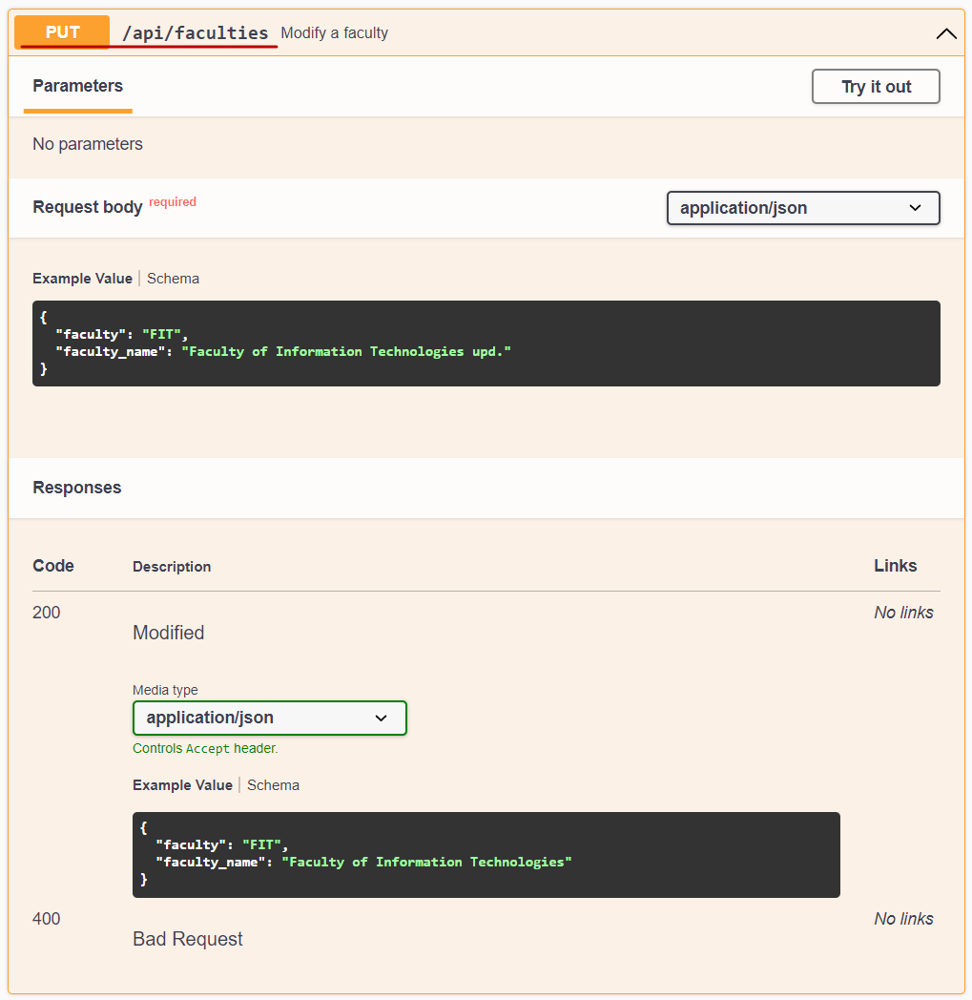 PUT /api/faculties Modify a faculty
Parameters
Try it out
No parameters
Request body required
application/json
Example Value | Schema
{
  "faculty": "FIT",
  "faculty_name": "Faculty of Information Technologies upd."
}
Responses
Code Description Links
200 No links
Modified
Media type
application/json
Controls Accept header.
Example Value | Schema
{
  "faculty": "FIT",
  "faculty_name": "Faculty of Information Technologies"
}
400 No links
Bad Request